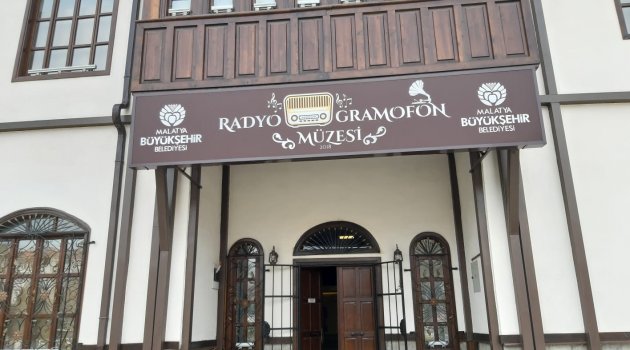 MALATYA
BÜYÜKŞEHİR
BELEDİYESİ
RADYO GRAMOFON
MÜZESİ
2018
MALATYA
BÜYÜKŞEHİR
BELEDİYESİ